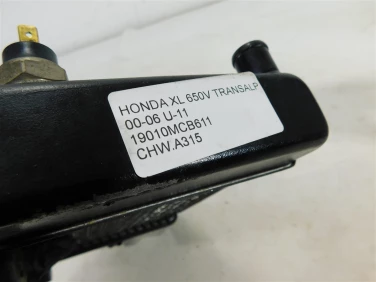 HONDA XL 650V TRANSALP
00-06 U-11
19010MCB611
CHW.A315